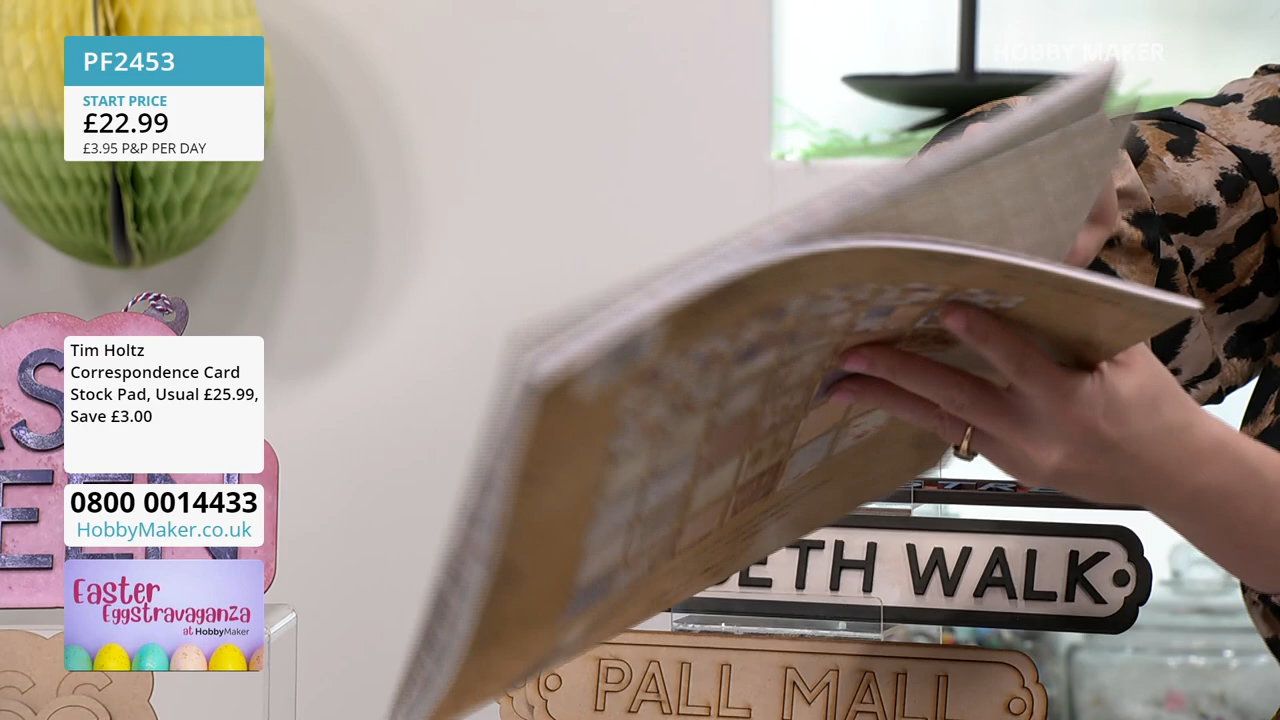 HOBBY MAKER
PF2453
START PRICE
£22.99
£3.95 P&P PER DAY
Tim Holtz
Correspondence Card
Stock Pad, Usual £25.99,
Save £3.00
0800 0014433
HobbyMaker.co.uk
Easter
Eggstravaganza
at HobbyMaker
WALK
PALL MALL